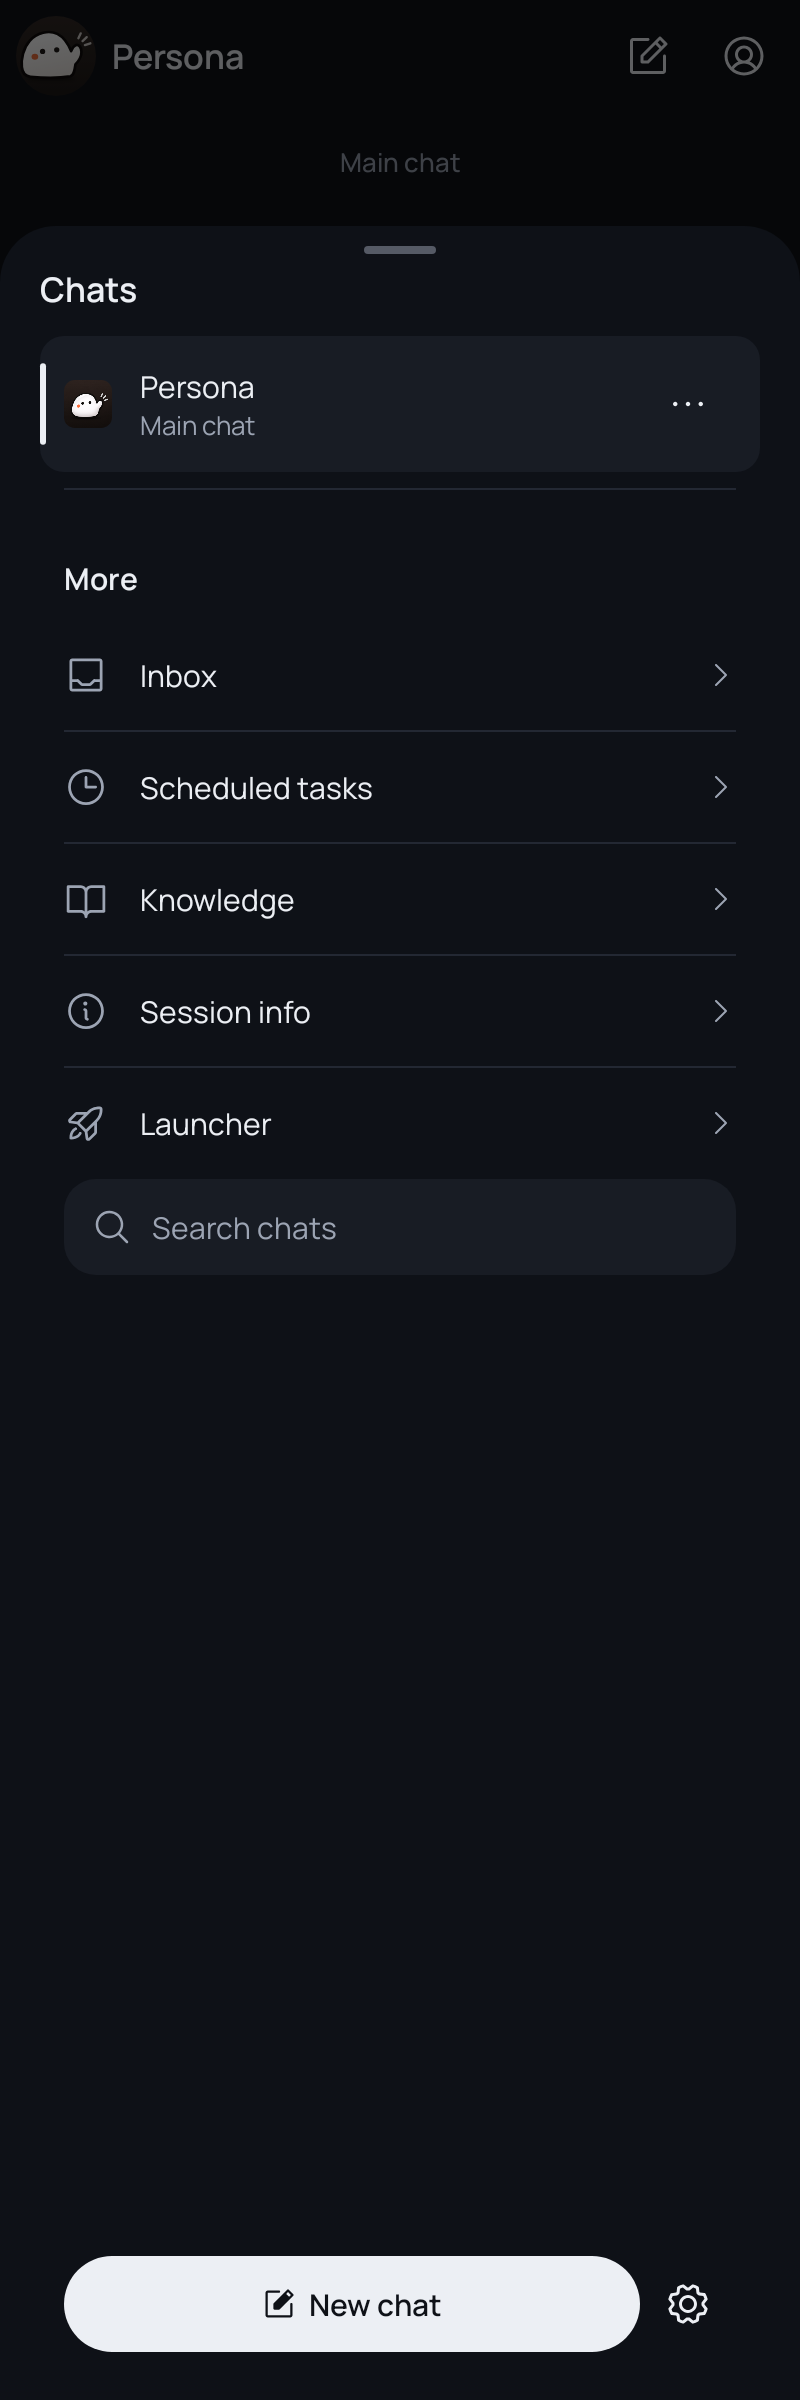 Persona
Main chat
Chats
Persona
Main chat
More
Inbox
Scheduled tasks
Knowledge
Session info
Launcher
Search chats
New chat